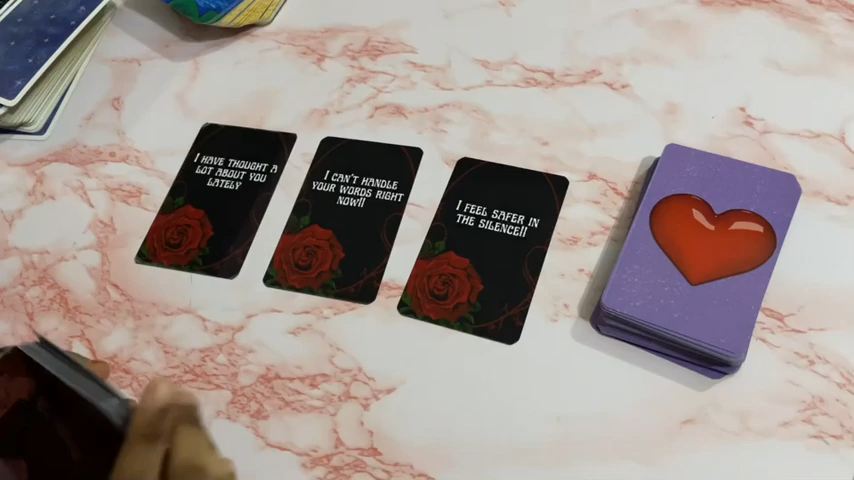 I HAVE THOUGHT A
LOT ABOUT YOU
LATELY
I CAN'T HANDLE
YOUR WORDS RIGHT
NOW!!
I FEEL SAFER IN
THE SILENCE!!